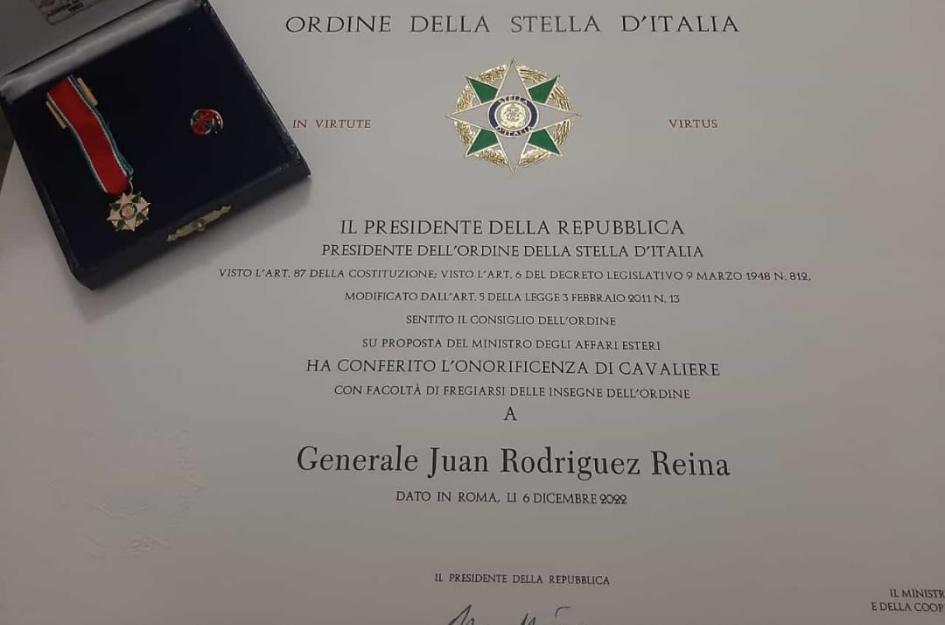 ORDINE DELLA STELLA D'ITALIA
STELLA
D'ITALIA
IN VIRTUTE
VIRTUS
IL PRESIDENTE DELLA REPUBBLICA
PRESIDENTE DELL'ORDINE DELLA STELLA D'ITALIA
VISTO L'ART. 87 DELLA COSTITUZIONE; VISTO L'ART. 6 DEL DECRETO LEGISLATIVO 9 MARZO 1948 N. 812,
MODIFICATO DALL'ART. 5 DELLA LEGGE 3 FEBBRAIO 2011 N. 13
SENTITO IL CONSIGLIO DELL'ORDINE
SU PROPOSTA DEL MINISTRO DEGLI AFFARI ESTERI
HA CONFERITO L'ONORIFICENZA DI CAVALIERE
CON FACOLTÀ DI FREGIARSI DELLE INSEGNE DELL'ORDINE
A
Generale Juan Rodriguez Reina
DATO IN ROMA, LI 6 DICEMBRE 2022
IL PRESIDENTE DELLA REPUBBLICA
IL MINISTR
E DELLA COOP